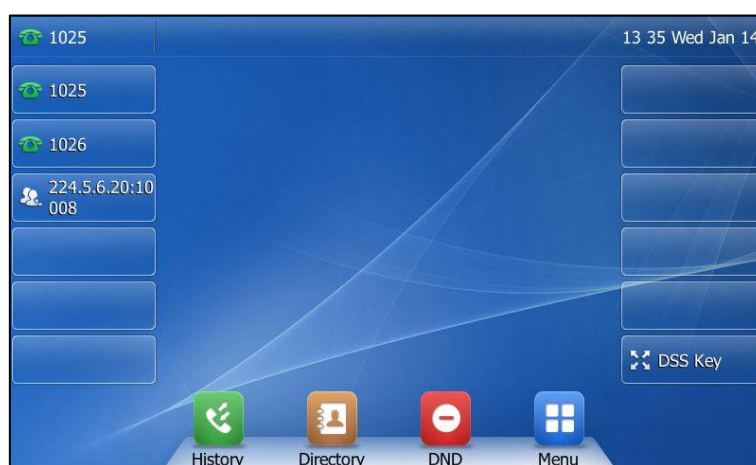 1025
13 35 Wed Jan 14
1025
1026
224.5.6.20:10
008
DSS Key
History
Directory
DND
Menu